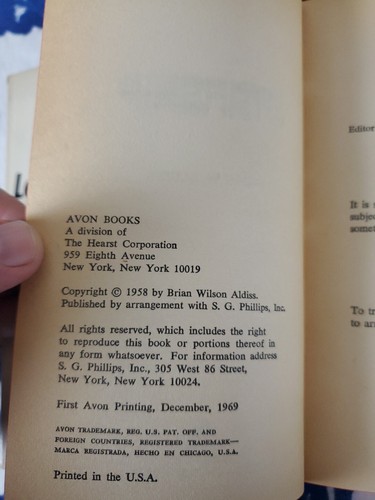 AVON BOOKS
A division of
The Hearst Corporation
959 Eighth Avenue
New York, New York 10019
Copyright © 1958 by Brian Wilson Aldiss.
Published by arrangement with S. G. Phillips, Inc.
All rights reserved, which includes the right
to reproduce this book or portions thereof in
any form whatsoever. For information address
S. G. Phillips, Inc., 305 West 86 Street,
New York, New York 10024.
First Avon Printing, December, 1969
AVON TRADEMARK, REG. U.S. PAT. OFF. AND
FOREIGN COUNTRIES, REGISTERED TRADEMARK—
MARCA REGISTRADA, HECHO EN CHICAGO, U.S.A.
Printed in the U.S.A.
Editor
It is
subje
somet
To tr
to ar